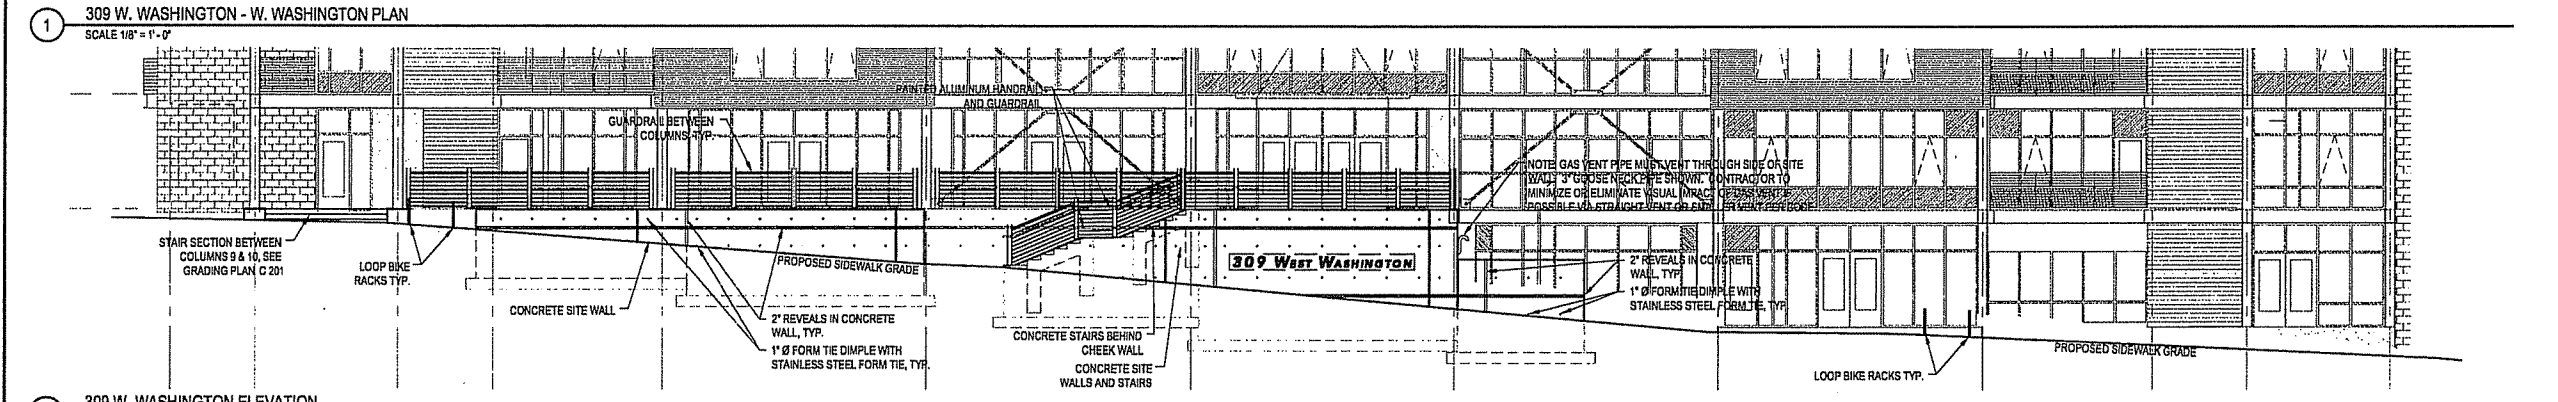 1
309 W. WASHINGTON - W. WASHINGTON PLAN
SCALE 1/8" = 1'- 0"
PAINTED ALUMINUM HANDRAIL
AND GUARDRAIL
GUARDRAIL BETWEEN
COLUMNS, TYP.
NOTE: GAS VENT PIPE MUST VENT THROUGH SIDE OF SITE
WALL. 3" GOOSE NECK PIPE SHOWN. CONTRACTOR TO
MINIMIZE OR ELIMINATE VISUAL IMPACT OF GAS VENT IF
POSSIBLE VIA STRAIGHT VENT OR SMALLER VENT PER CODE
STAIR SECTION BETWEEN
COLUMNS 9 & 10, SEE
GRADING PLAN, C 201
LOOP BIKE
RACKS TYP.
PROPOSED SIDEWALK GRADE
309 WEST WASHINGTON
2" REVEALS IN CONCRETE
WALL, TYP.
1" Ø FORM TIE DIMPLE WITH
STAINLESS STEEL FORM TIE, TYP.
CONCRETE SITE WALL
2" REVEALS IN CONCRETE
WALL, TYP.
1" Ø FORM TIE DIMPLE WITH
STAINLESS STEEL FORM TIE, TYP.
CONCRETE STAIRS BEHIND
CHEEK WALL
CONCRETE SITE
WALLS AND STAIRS
PROPOSED SIDEWALK GRADE
LOOP BIKE RACKS TYP.
309 W. WASHINGTON ELEVATION